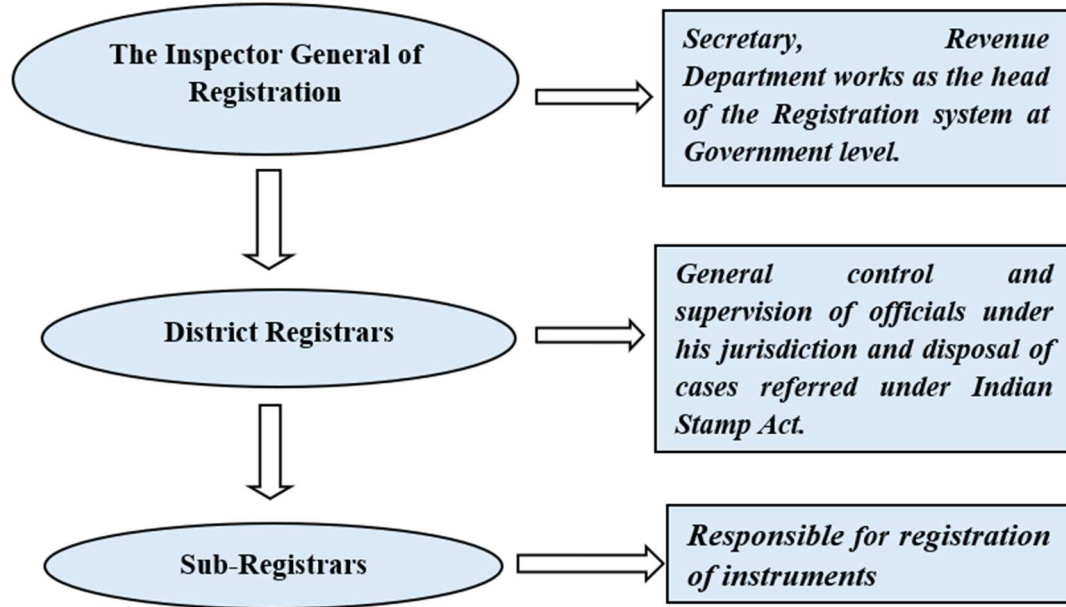 The Inspector General of
Registration
Secretary, Revenue
Department works as the head
of the Registration system at
Government level.
District Registrars
General control and
supervision of officials under
his jurisdiction and disposal of
cases referred under Indian
Stamp Act.
Sub-Registrars
Responsible for registration
of instruments